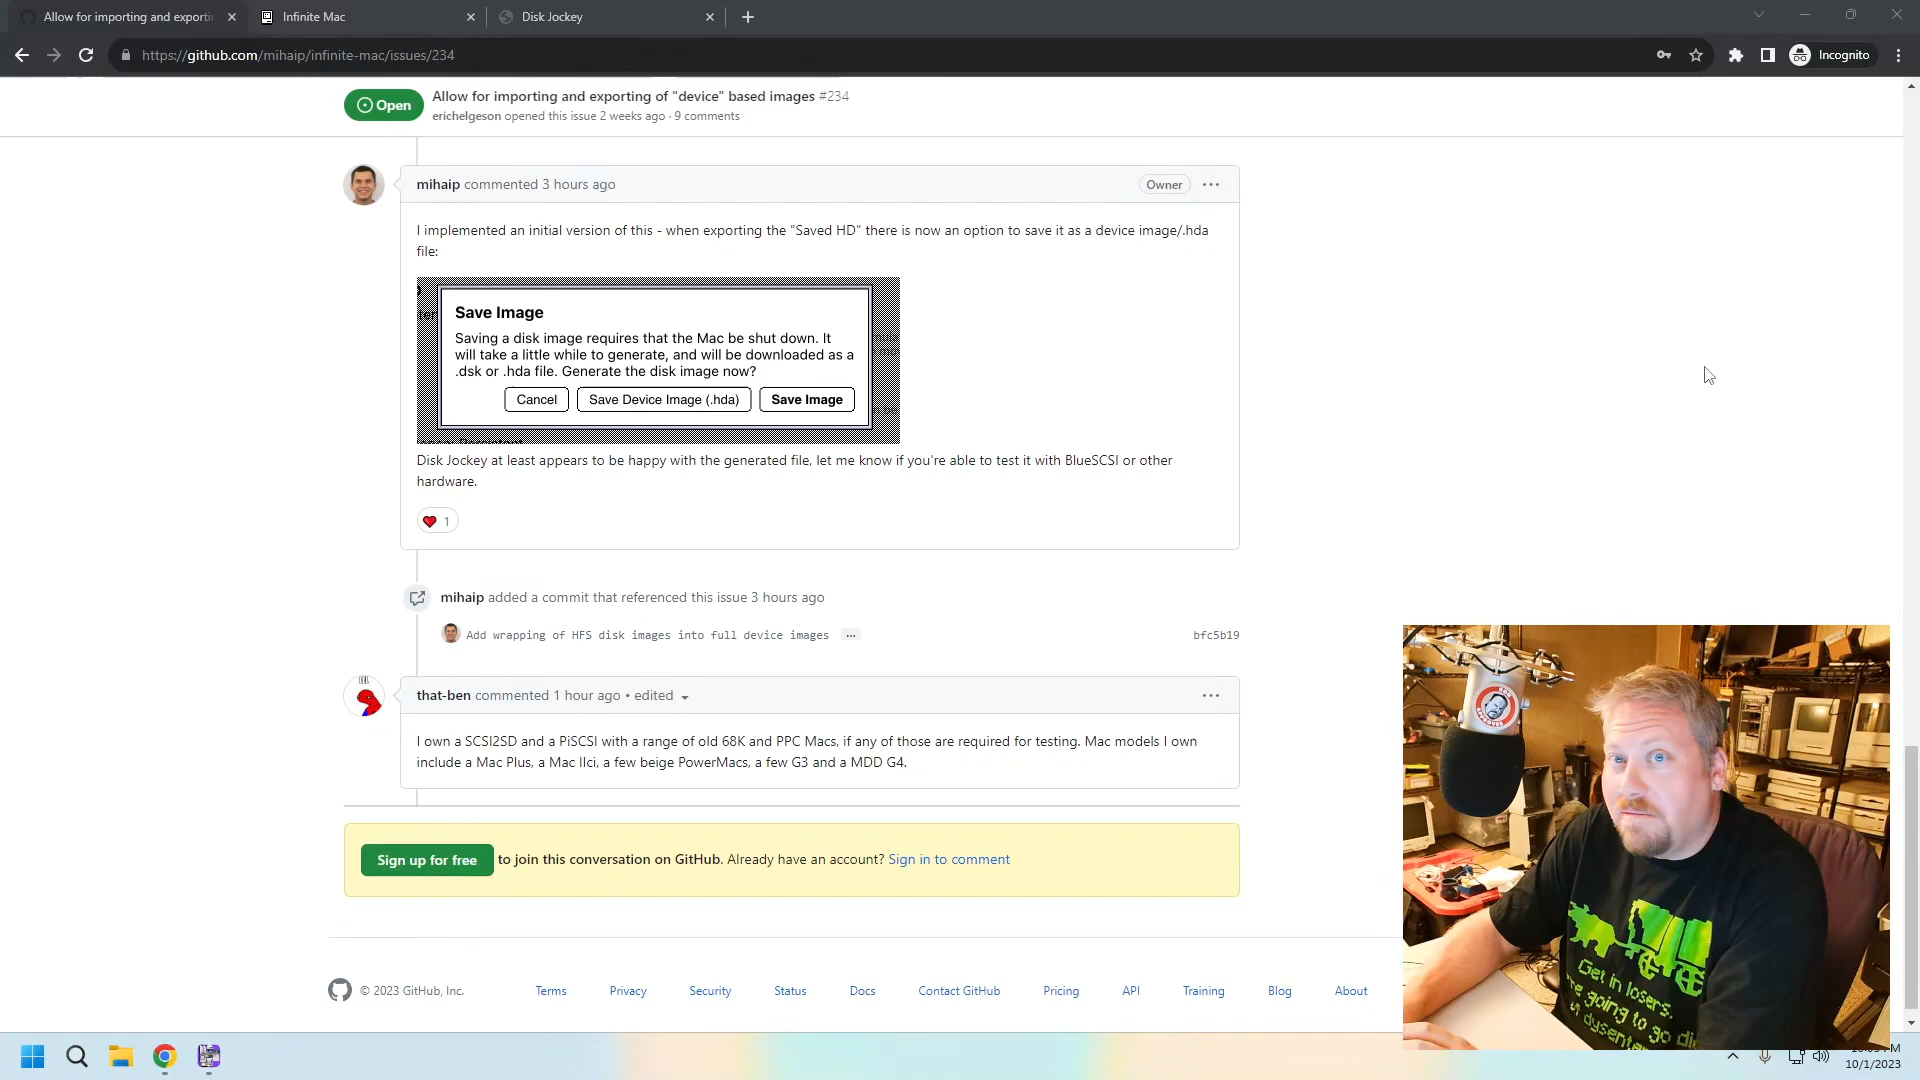 Allow for importing and exporti
Infinite Mac
Disk Jockey
https://github.com/mihaip/infinite-mac/issues/234
Incognito
Open
Allow for importing and exporting of "device" based images #234
erichelgeson opened this issue 2 weeks ago · 9 comments
mihaip commented 3 hours ago
Owner
I implemented an initial version of this - when exporting the "Saved HD" there is now an option to save it as a device image/.hda
file:
Save Image
Saving a disk image requires that the Mac be shut down. It
will take a little while to generate, and will be downloaded as a
.dsk or .hda file. Generate the disk image now?
Cancel
Save Device Image (.hda)
Save Image
Disk Jockey at least appears to be happy with the generated file, let me know if you're able to test it with BlueSCSI or other
hardware.
1
mihaip added a commit that referenced this issue 3 hours ago
Add wrapping of HFS disk images into full device images ...
bfc5b19
that-ben commented 1 hour ago • edited
I own a SCSI2SD and a PiSCSI with a range of old 68K and PPC Macs, if any of those are required for testing. Mac models I own
include a Mac Plus, a Mac IIci, a few beige PowerMacs, a few G3 and a MDD G4.
Sign up for free to join this conversation on GitHub. Already have an account? Sign in to comment
© 2023 GitHub, Inc.
Terms
Privacy
Security
Status
Docs
Contact GitHub
Pricing
API
Training
Blog
About
Get in losers.
going to go di
dysen
10/1/2023